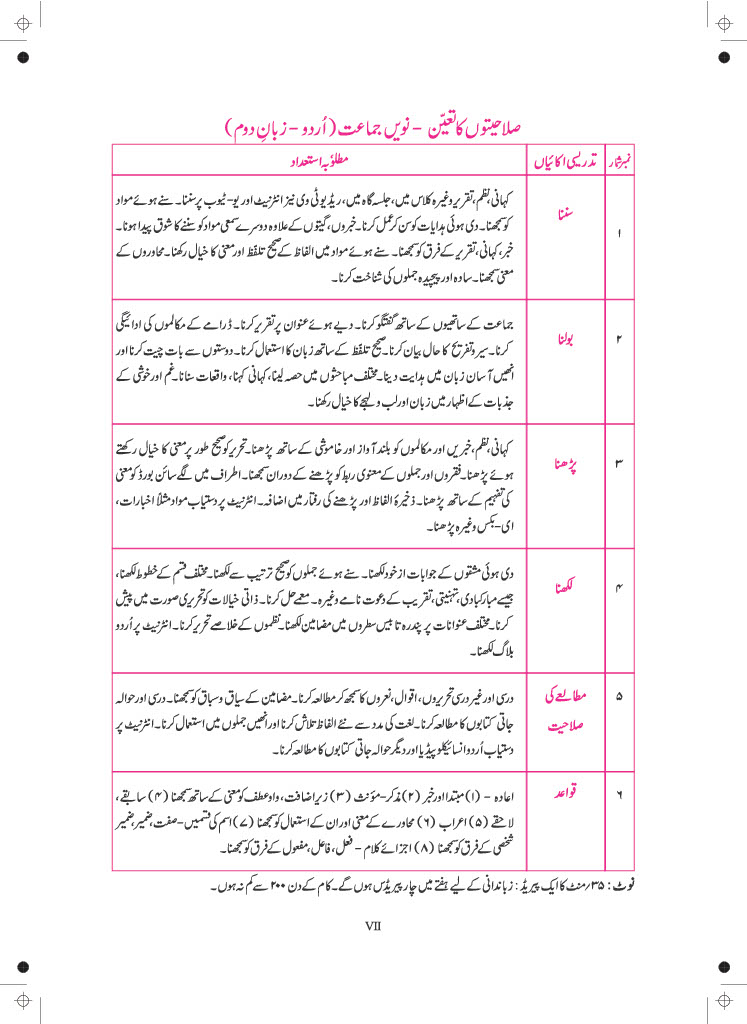 صلاحیتوں کا تعیّن – نویں جماعت (اُردو – زبانِ دوم)
نمبر شمار تدریسی اکائیاں مطلوبہ استعداد
۱ سننا
کہانی، نظم، تقریر وغیرہ کلاس میں، جلسہ گاہ میں، ریڈیو ٹی وی نیز انٹرنیٹ اور یو-ٹیوب پر سننا۔ سنے ہوئے مواد
کو سمجھنا۔ دی ہوئی ہدایات کو سن کر عمل کرنا۔ خبروں، گیتوں کے علاوہ دوسرے سمعی مواد کو سننے کا شوق پیدا ہونا۔
خبر، کہانی، تقریر کے فرق کو سمجھنا۔ سنے ہوئے مواد میں الفاظ کے صحیح تلفظ اور معنی کا خیال رکھنا۔ محاوروں کے
معنی سمجھنا۔ سادہ اور پیچیدہ جملوں کی شناخت کرنا۔
۲ بولنا
جماعت کے ساتھیوں کے ساتھ گفتگو کرنا۔ دیے ہوئے عنوان پر تقریر کرنا۔ ڈرامے کے مکالموں کی ادائیگی
کرنا۔ سیر و تفریح کا حال بیان کرنا۔ صحیح تلفّظ کے ساتھ زبان کا استعمال کرنا۔ دوستوں سے بات چیت کرنا اور
انھیں آسان زبان میں ہدایت دینا۔ مختلف مباحثوں میں حصہ لینا، کہانی کہنا، واقعات سنانا۔ غم اور خوشی کے
جذبات کے اظہار میں زبان اور لب و لہجے کا خیال رکھنا۔
۳ پڑھنا
کہانی، نظم، خبریں اور مکالموں کو بلند آواز اور خاموشی کے ساتھ پڑھنا۔ تحریر کو صحیح طور پر معنی کا خیال رکھتے
ہوئے پڑھنا۔ فقروں اور جملوں کے معنوی ربط کو پڑھنے کے دوران سمجھنا۔ اطراف میں لگے سائن بورڈ کو معنی
کی تفہیم کے ساتھ پڑھنا۔ ذخیرۂ الفاظ اور پڑھنے کی رفتار میں اضافہ۔ انٹرنیٹ پر دستیاب مواد مثلاً اخبارات،
ای-بکس وغیرہ پڑھنا۔
۴ لکھنا
دی ہوئی مشقوں کے جوابات از خود لکھنا۔ سنے ہوئے جملوں کو صحیح ترتیب سے لکھنا۔ مختلف قسم کے خطوط لکھنا،
جیسے مبارکبادی، تہنیتی، تقریب کے دعوت نامے وغیرہ۔ معمے حل کرنا۔ ذاتی خیالات کو تحریری صورت میں پیش
کرنا۔ مختلف عنوانات پر پندرہ تا بیس سطروں میں مضامین لکھنا۔ نظموں کے خلاصے تحریر کرنا۔ انٹرنیٹ پر اُردو
بلاگ لکھنا۔
۵ مطالعے کی
صلاحیت
درسی اور غیر درسی تحریروں، اقوال، نعروں کا سمجھ کر مطالعہ کرنا۔ مضامین کے سیاق و سباق کو سمجھنا۔ درسی اور حوالہ
جاتی کتابوں کا مطالعہ کرنا۔ لغت کی مدد سے نئے الفاظ تلاش کرنا اور انھیں جملوں میں استعمال کرنا۔ انٹرنیٹ پر
دستیاب اُردو انسائیکلوپیڈیا اور دیگر حوالہ جاتی کتابوں کا مطالعہ کرنا۔
۶ قواعد
اعادہ – (۱) مبتدا اور خبر (۲) مذکر-مؤنث (۳) زیرِ اضافت، واوِ عطف کو معنی کے ساتھ سمجھنا (۴) سابقے،
لاحقے (۵) اعراب (۶) محاورے کے معنی اور ان کے استعمال کو سمجھنا (۷) اسم کی قسمیں-صفت، ضمیر، ضمیر
شخصی کے فرق کو سمجھنا (۸) اجزائے کلام – فعل، فاعل، مفعول کے فرق کو سمجھنا۔
نوٹ: ۳۵/منٹ کا ایک پیریڈ: زباندانی کے لیے ہفتے میں چار پیریڈس ہوں گے۔ کام کے دن ۲۰۰ سے کم نہ ہوں۔
VII